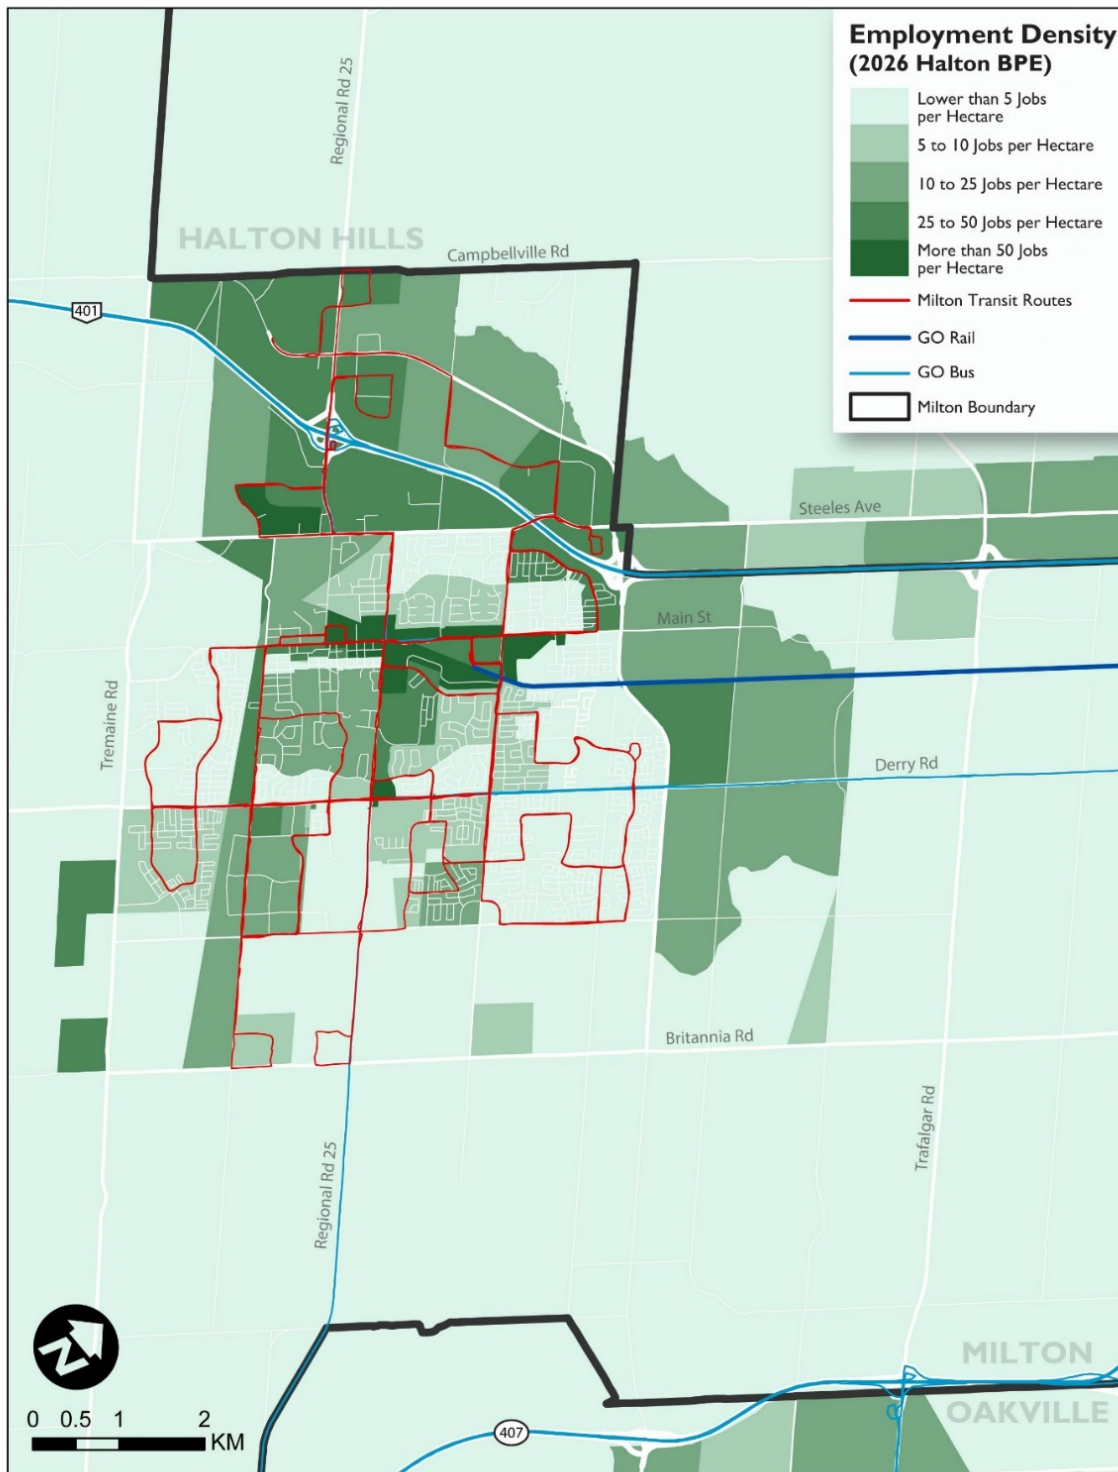 Employment Density
(2026 Halton BPE)
Lower than 5 Jobs
per Hectare
5 to 10 Jobs per Hectare
10 to 25 Jobs per Hectare
25 to 50 Jobs per Hectare
More than 50 Jobs
per Hectare
Milton Transit Routes
GO Rail
GO Bus
Milton Boundary
Regional Rd 25
HALTON HILLS
Campbellville Rd
401
Steeles Ave
Main St
Tremaine Rd
Derry Rd
Britannia Rd
Trafalgar Rd
Regional Rd 25
N
MILTON
OAKVILLE
0 0.5 1 2
KM
407